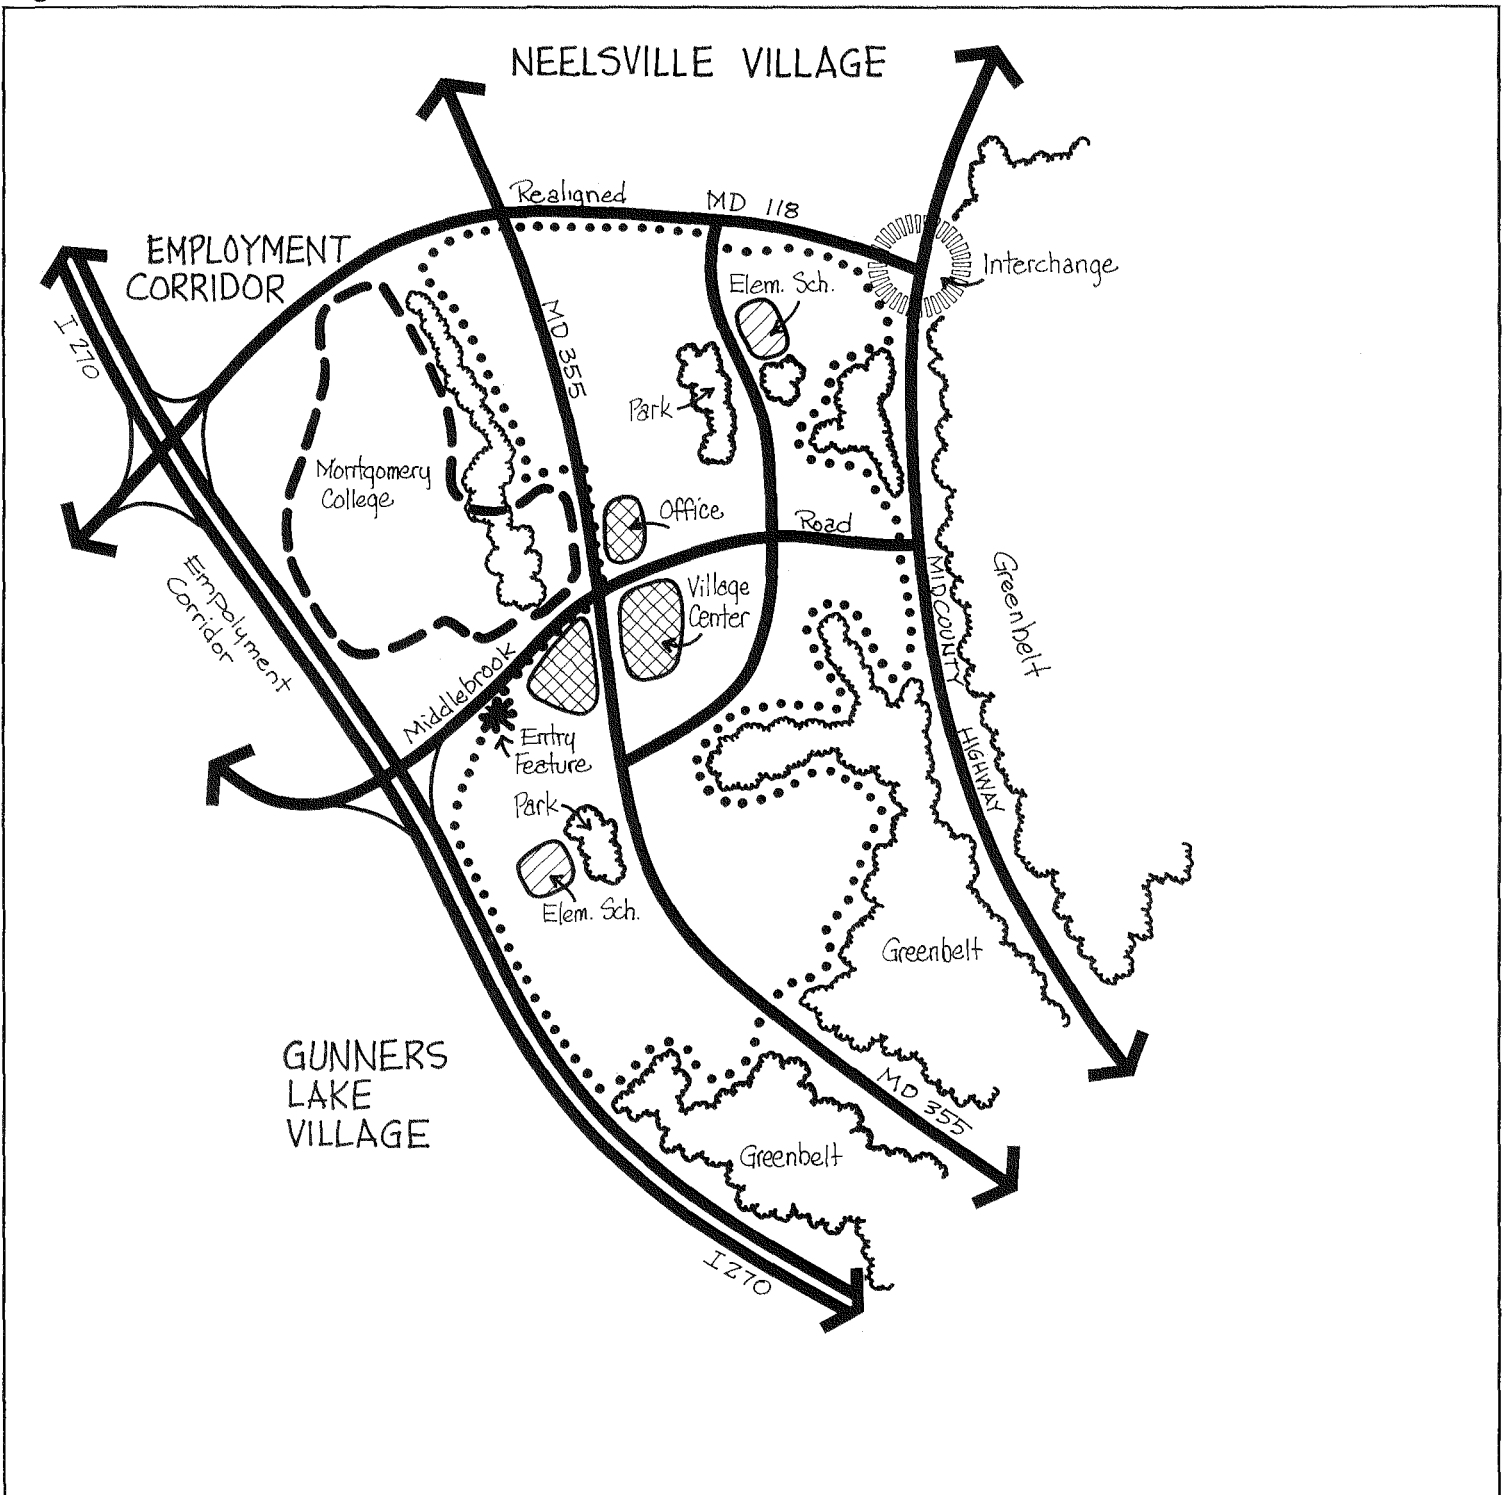 NEELSVILLE VILLAGE
Realigned MD 118
EMPLOYMENT
CORRIDOR
Interchange
Elem. Sch.
I 270
MD 355
Park
Montgomery
College
Office
Road
Empolyment
Corridor
Village
Center
MIDCOUNTY HIGHWAY
Greenbelt
Middlebrook
Entry
Feature
Park
Elem. Sch.
Greenbelt
GUNNERS
LAKE
VILLAGE
MD 355
Greenbelt
I 270